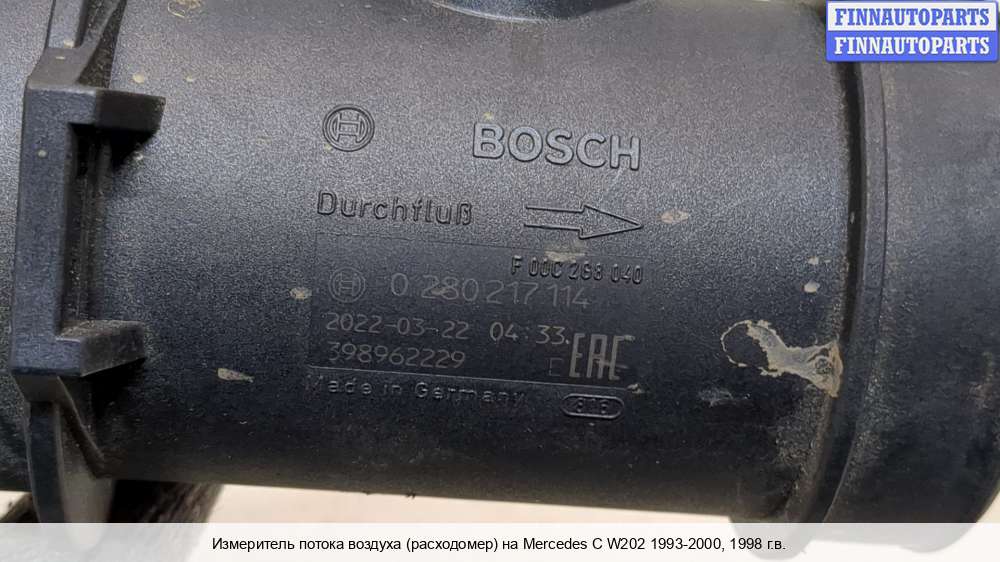 FINNAUTOPARTS
FINNAUTOPARTS
BOSCH
Durchfluß
F 00C 2G8 040
0 280 217 114
2022-03-22 04:33
398962229
E EAC
Made in Germany
Измеритель потока воздуха (расходомер) на Mercedes C W202 1993-2000, 1998 г.в.